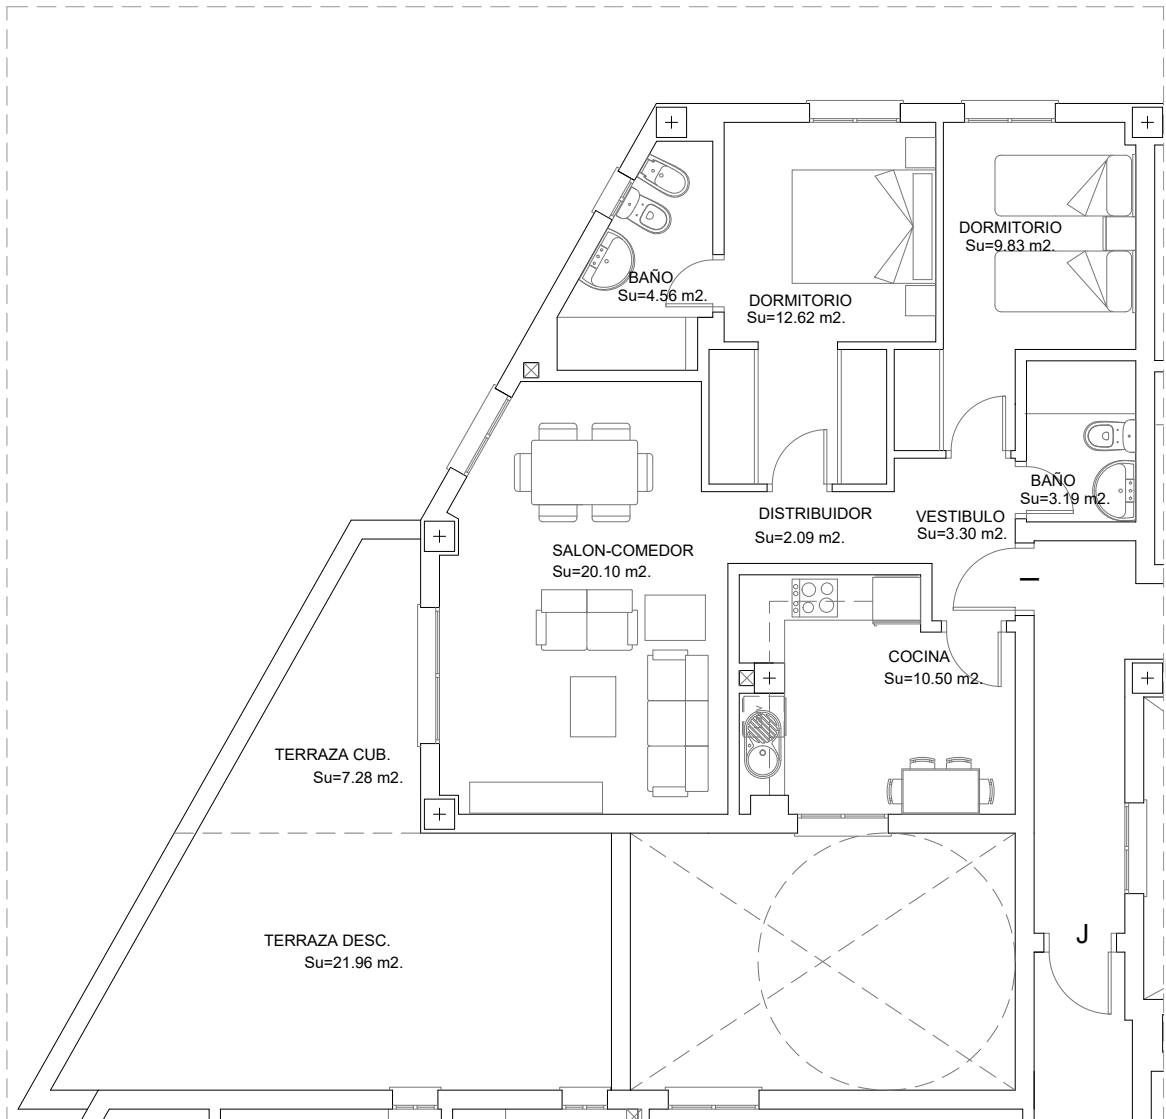 DORMITORIO
Su=9.83 m2.
BAÑO
Su=4.56 m2.
DORMITORIO
Su=12.62 m2.
BAÑO
Su=3.19 m2.
DISTRIBUIDOR
Su=2.09 m2.
VESTIBULO
Su=3.30 m2.
SALON-COMEDOR
Su=20.10 m2.
I
COCINA
Su=10.50 m2.
TERRAZA CUB.
Su=7.28 m2.
TERRAZA DESC.
Su=21.96 m2.
J